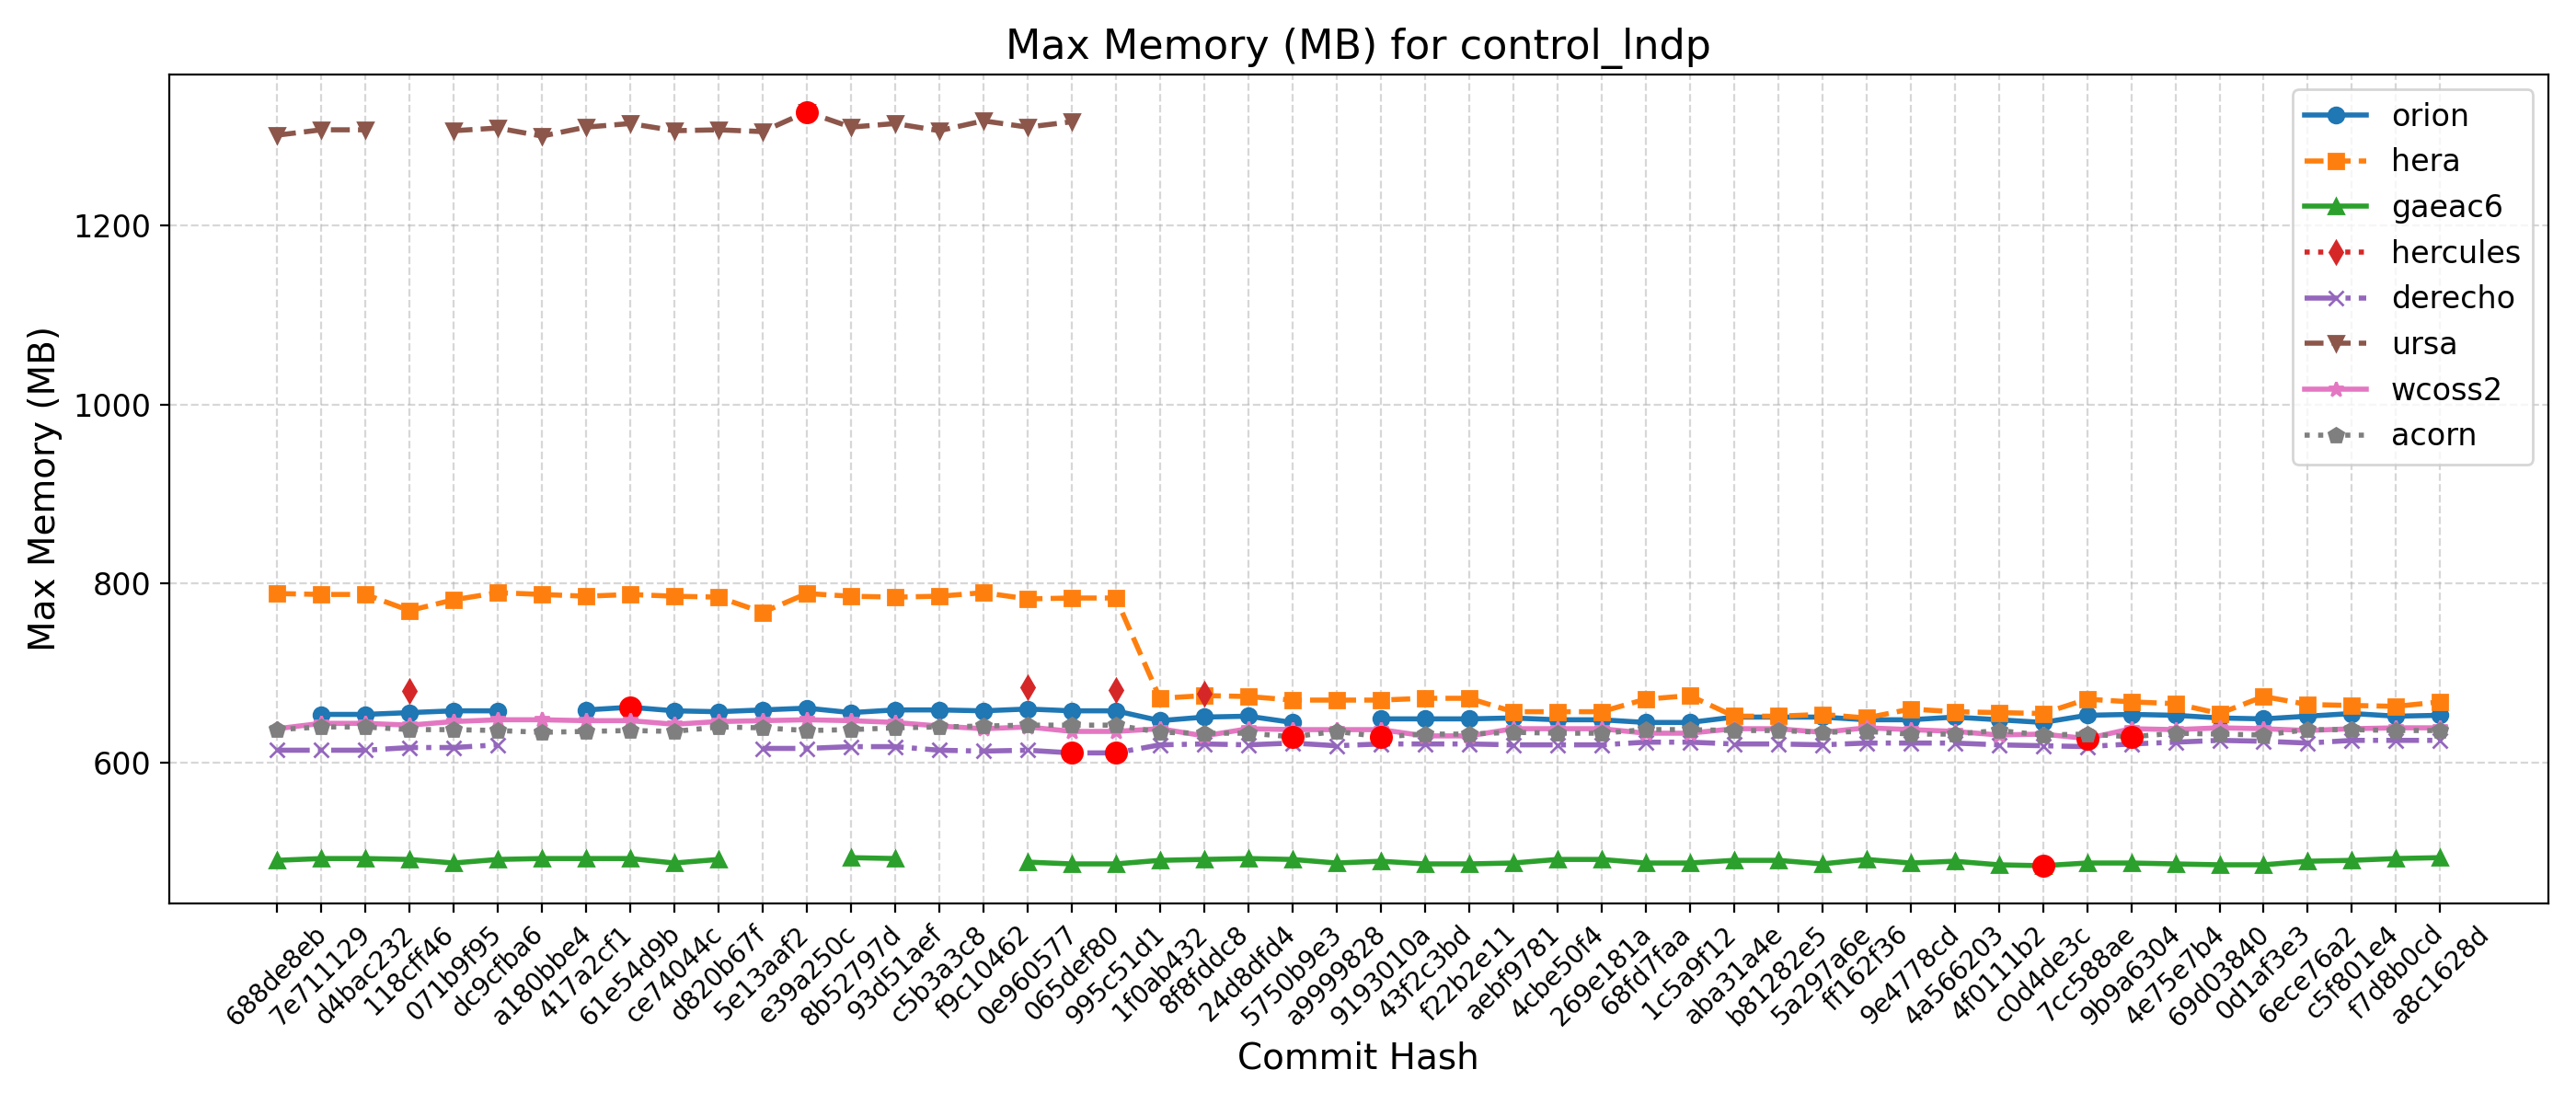 Max Memory (MB) for control_lndp
Max Memory (MB)
1200
1000
800
600
orion
hera
gaeac6
hercules
derecho
ursa
wcoss2
acorn
688de8eb
7e711129
d4bac232
118cff46
071b9f95
dc9cfba6
a180bbe4
417a2cf1
61e54d9b
ce74044c
d820b67f
5e13aaf2
e39a250c
8b52797d
93d51aef
c5b3a3c8
f9c10462
0e960577
065def80
995c51d1
1f0ab432
8f8fddc8
24d8dfd4
5750b9e3
a9999828
9193010a
43f2c3bd
f22b2e11
aebf9781
4cbe50f4
269e181a
68fd7faa
1c5a9f12
aba31a4e
b81282e5
5a297a6e
ff162f36
9e4778cd
4a566203
4f0111b2
c0d4de3c
7cc588ae
9b9a6304
4e75e7b4
69d03840
0d1af3e3
6ece76a2
c5f801e4
f7d8b0cd
a8c1628d
Commit Hash